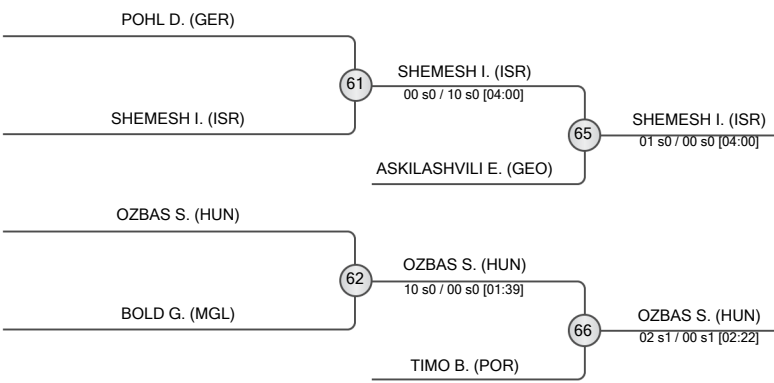 POHL D. (GER)
61
SHEMESH I. (ISR)
00 s0 / 10 s0 [04:00]
SHEMESH I. (ISR)
65
SHEMESH I. (ISR)
01 s0 / 00 s0 [04:00]
ASKILASHVILI E. (GEO)
OZBAS S. (HUN)
62
OZBAS S. (HUN)
10 s0 / 00 s0 [01:39]
BOLD G. (MGL)
66
OZBAS S. (HUN)
02 s1 / 00 s1 [02:22]
TIMO B. (POR)